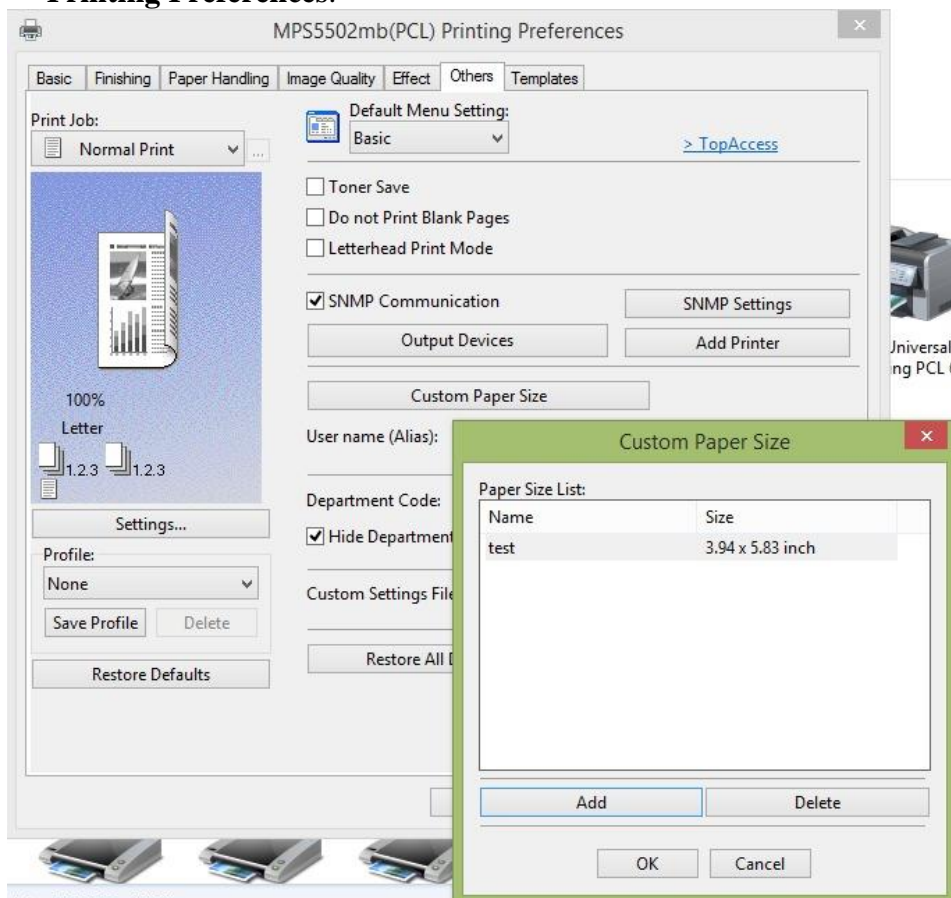 Printing Preferences.
MPS5502mb(PCL) Printing Preferences
Basic Finishing Paper Handling Image Quality Effect Others Templates
Print Job:
Normal Print ...
Default Menu Setting:
Basic
> TopAccess
Toner Save
Do not Print Blank Pages
Letterhead Print Mode
SNMP Communication
SNMP Settings
Output Devices
Add Printer
Custom Paper Size
100%
Letter
1.2.3 1.2.3
Settings...
Profile:
None
Save Profile Delete
Restore Defaults
User name (Alias):
Department Code:
Hide Department
Custom Settings File
Restore All
Custom Paper Size
Paper Size List:
Name Size
test 3.94 x 5.83 inch
Add Delete
OK Cancel
PCL